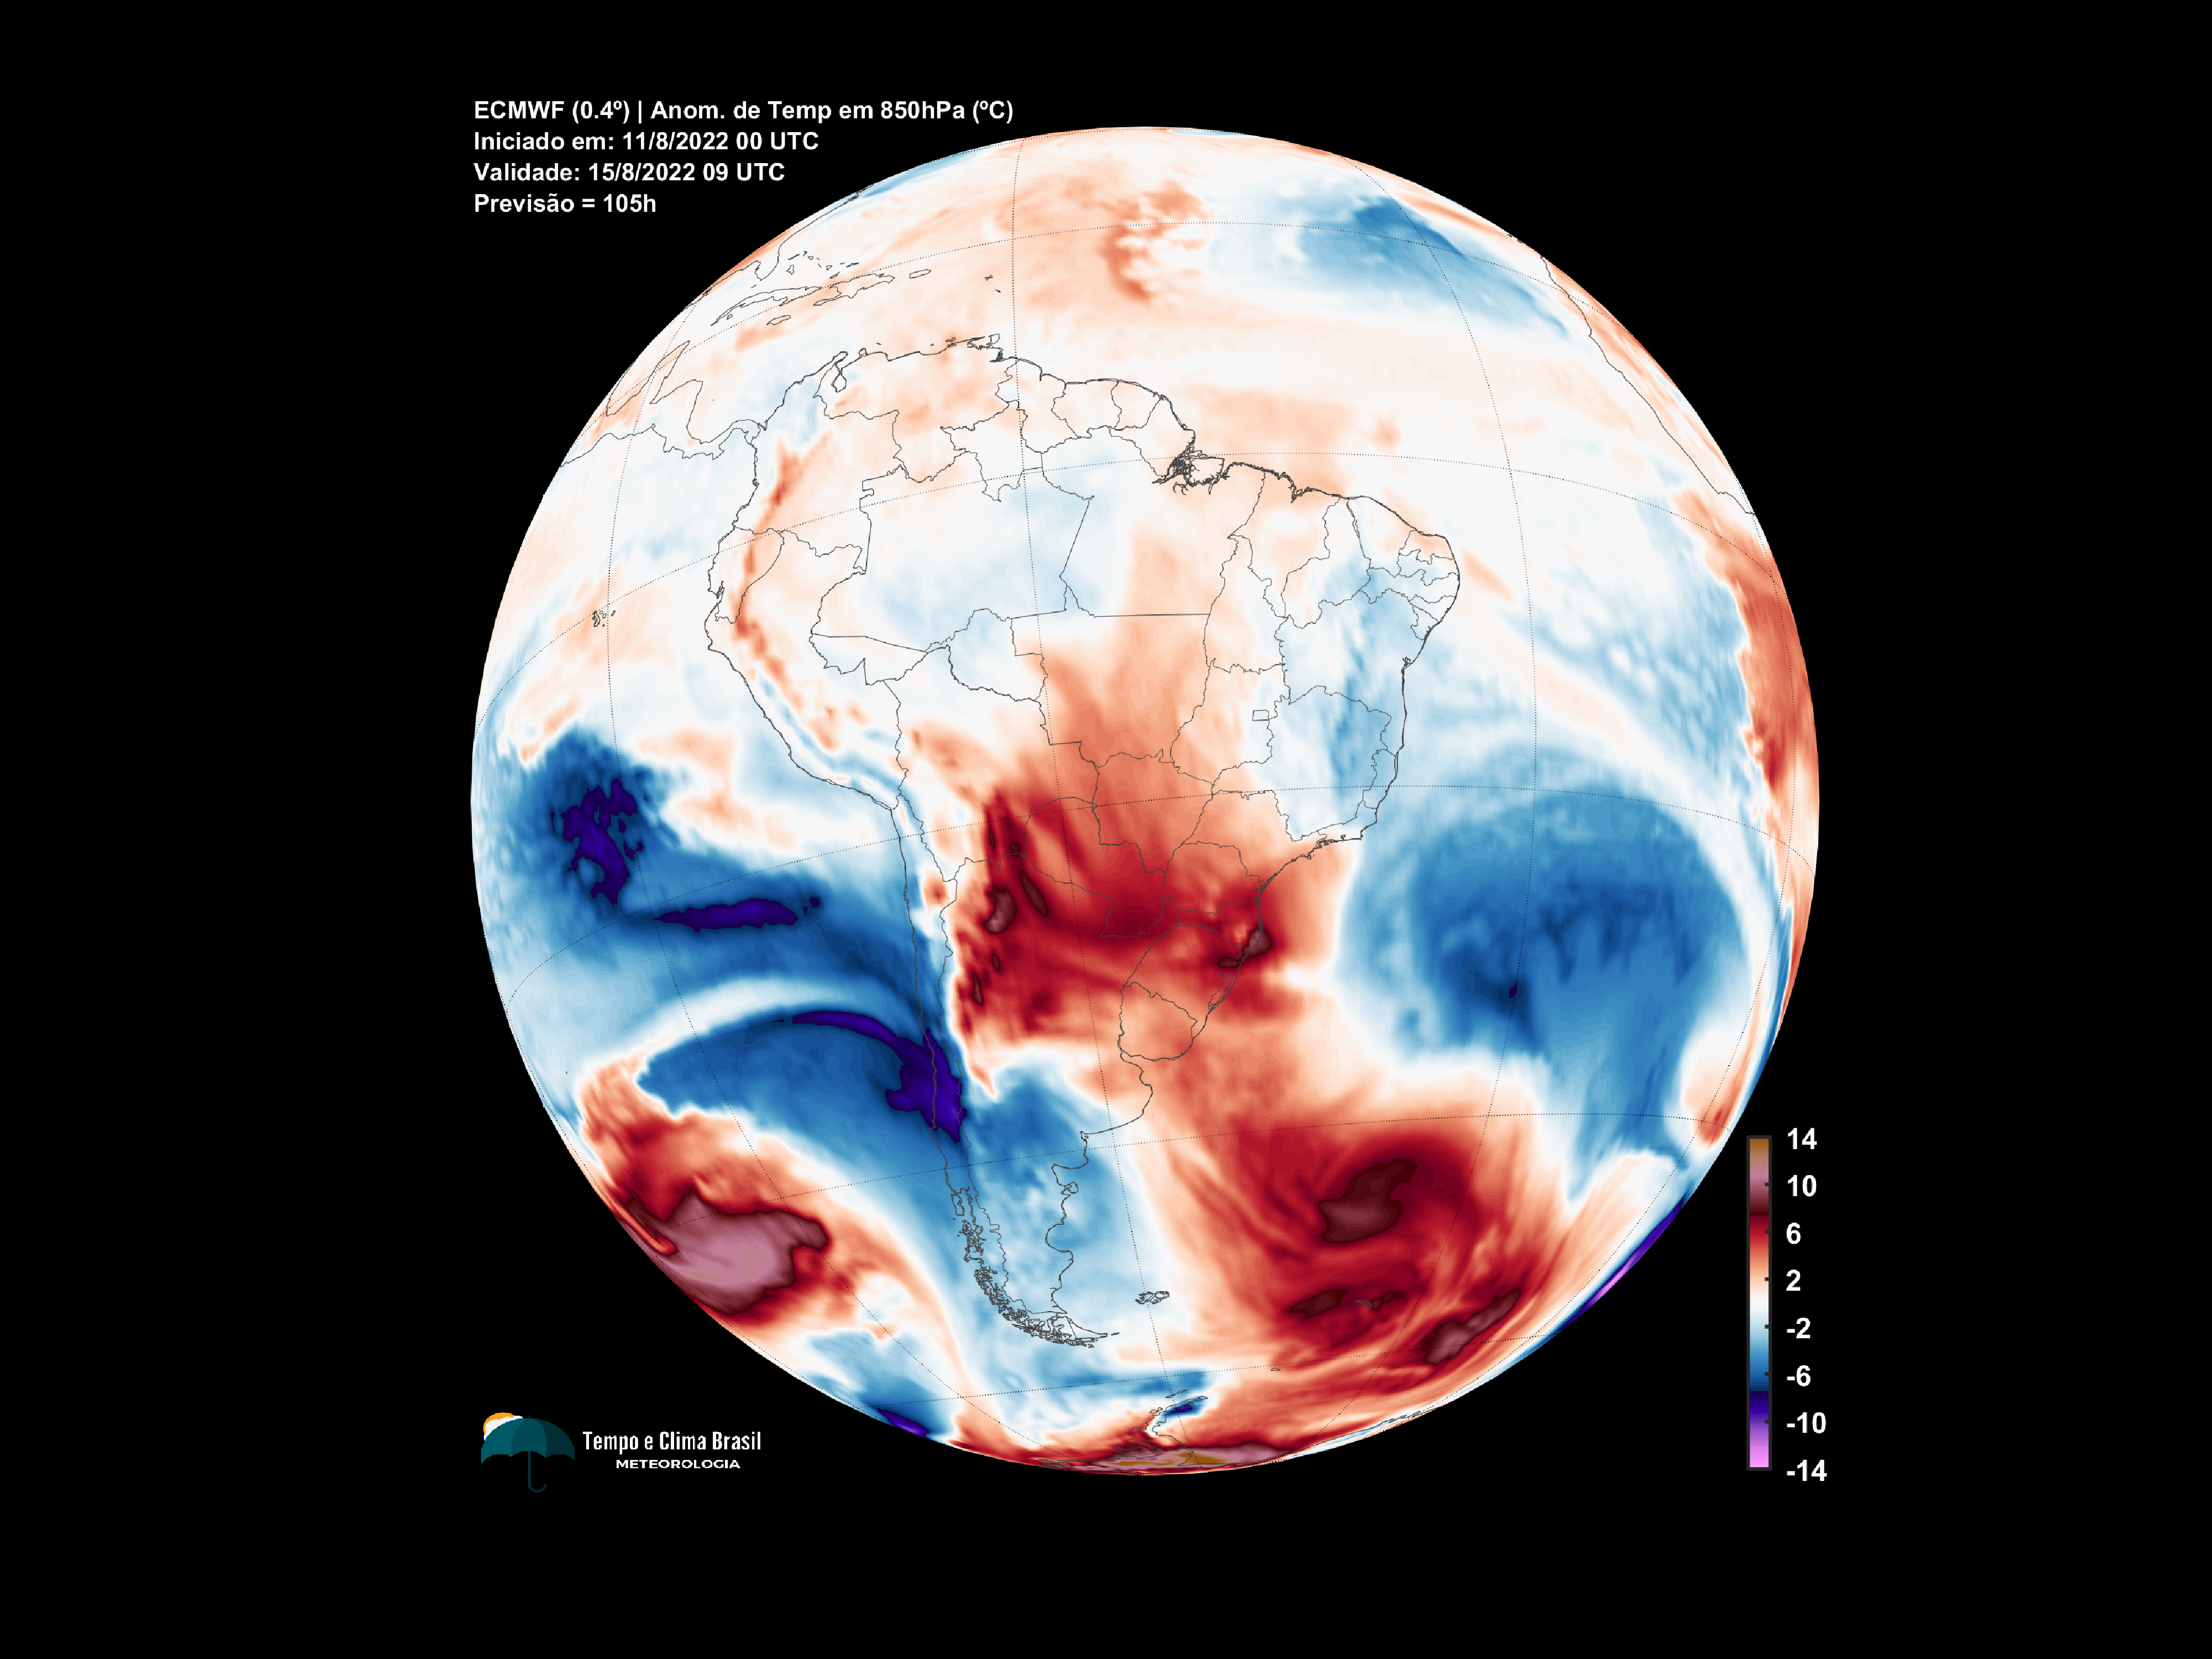 ECMWF (0.4º) | Anom. de Temp em 850hPa (ºC)
Iniciado em: 11/8/2022 00 UTC
Validade: 15/8/2022 09 UTC
Previsão = 105h
14
10
6
2
-2
-6
-10
-14
Tempo e Clima Brasil
METEOROLOGIA